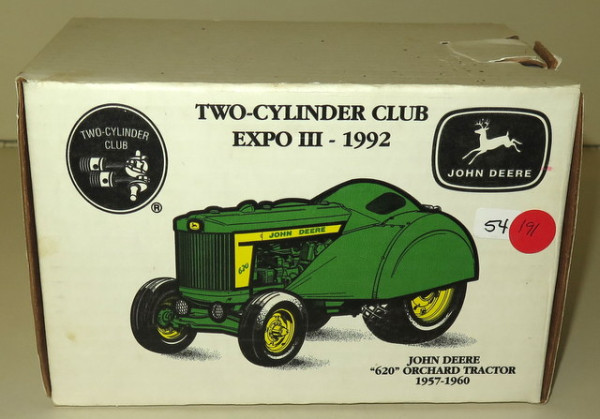 TWO-CYLINDER CLUB
EXPO III - 1992
TWO-CYLINDER
CLUB
®
JOHN DEERE
54
191
JOHN DEERE
620
JOHN DEERE
"620" ORCHARD TRACTOR
1957-1960